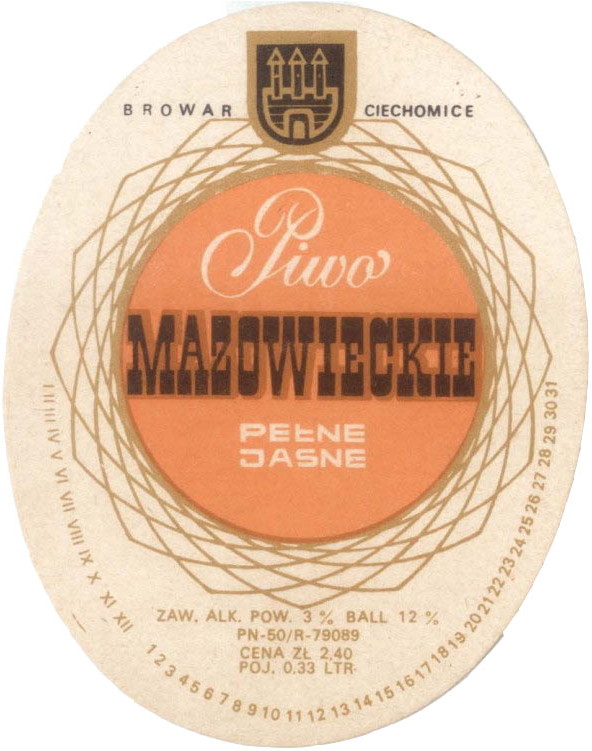 BROWAR CIECHOMICE
Piwo
MAZOWIECKIE
PEŁNE
JASNE
I II III IV V VI VII VIII IX X XI XII
ZAW. ALK. POW. 3 % BALL 12 %
PN-50/R-79089
CENA ZŁ 2,40
POJ. 0.33 LTR.
1 2 3 4 5 6 7 8 9 10 11 12 13 14 15 16 17 18 19 20 21 22 23 24 25 26 27 28 29 30 31